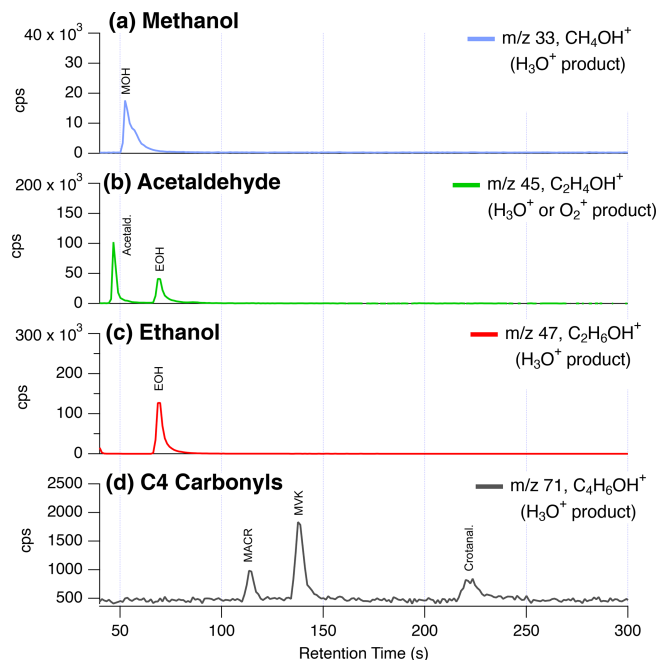 (a) Methanol
40 x 10³
30
20
10
0
cps
MOH
m/z 33, CH₄OH⁺
(H₃O⁺ product)
(b) Acetaldehyde
200 x 10³
150
100
50
0
cps
Acetald.
EOH
m/z 45, C₂H₄OH⁺
(H₃O⁺ or O₂⁺ product)
(c) Ethanol
300 x 10³
200
100
0
cps
EOH
m/z 47, C₂H₆OH⁺
(H₃O⁺ product)
(d) C4 Carbonyls
2500
2000
1500
1000
500
cps
MACR
MVK
Crotanal.
m/z 71, C₄H₆OH⁺
(H₃O⁺ product)
50 100 150 200 250 300
Retention Time (s)